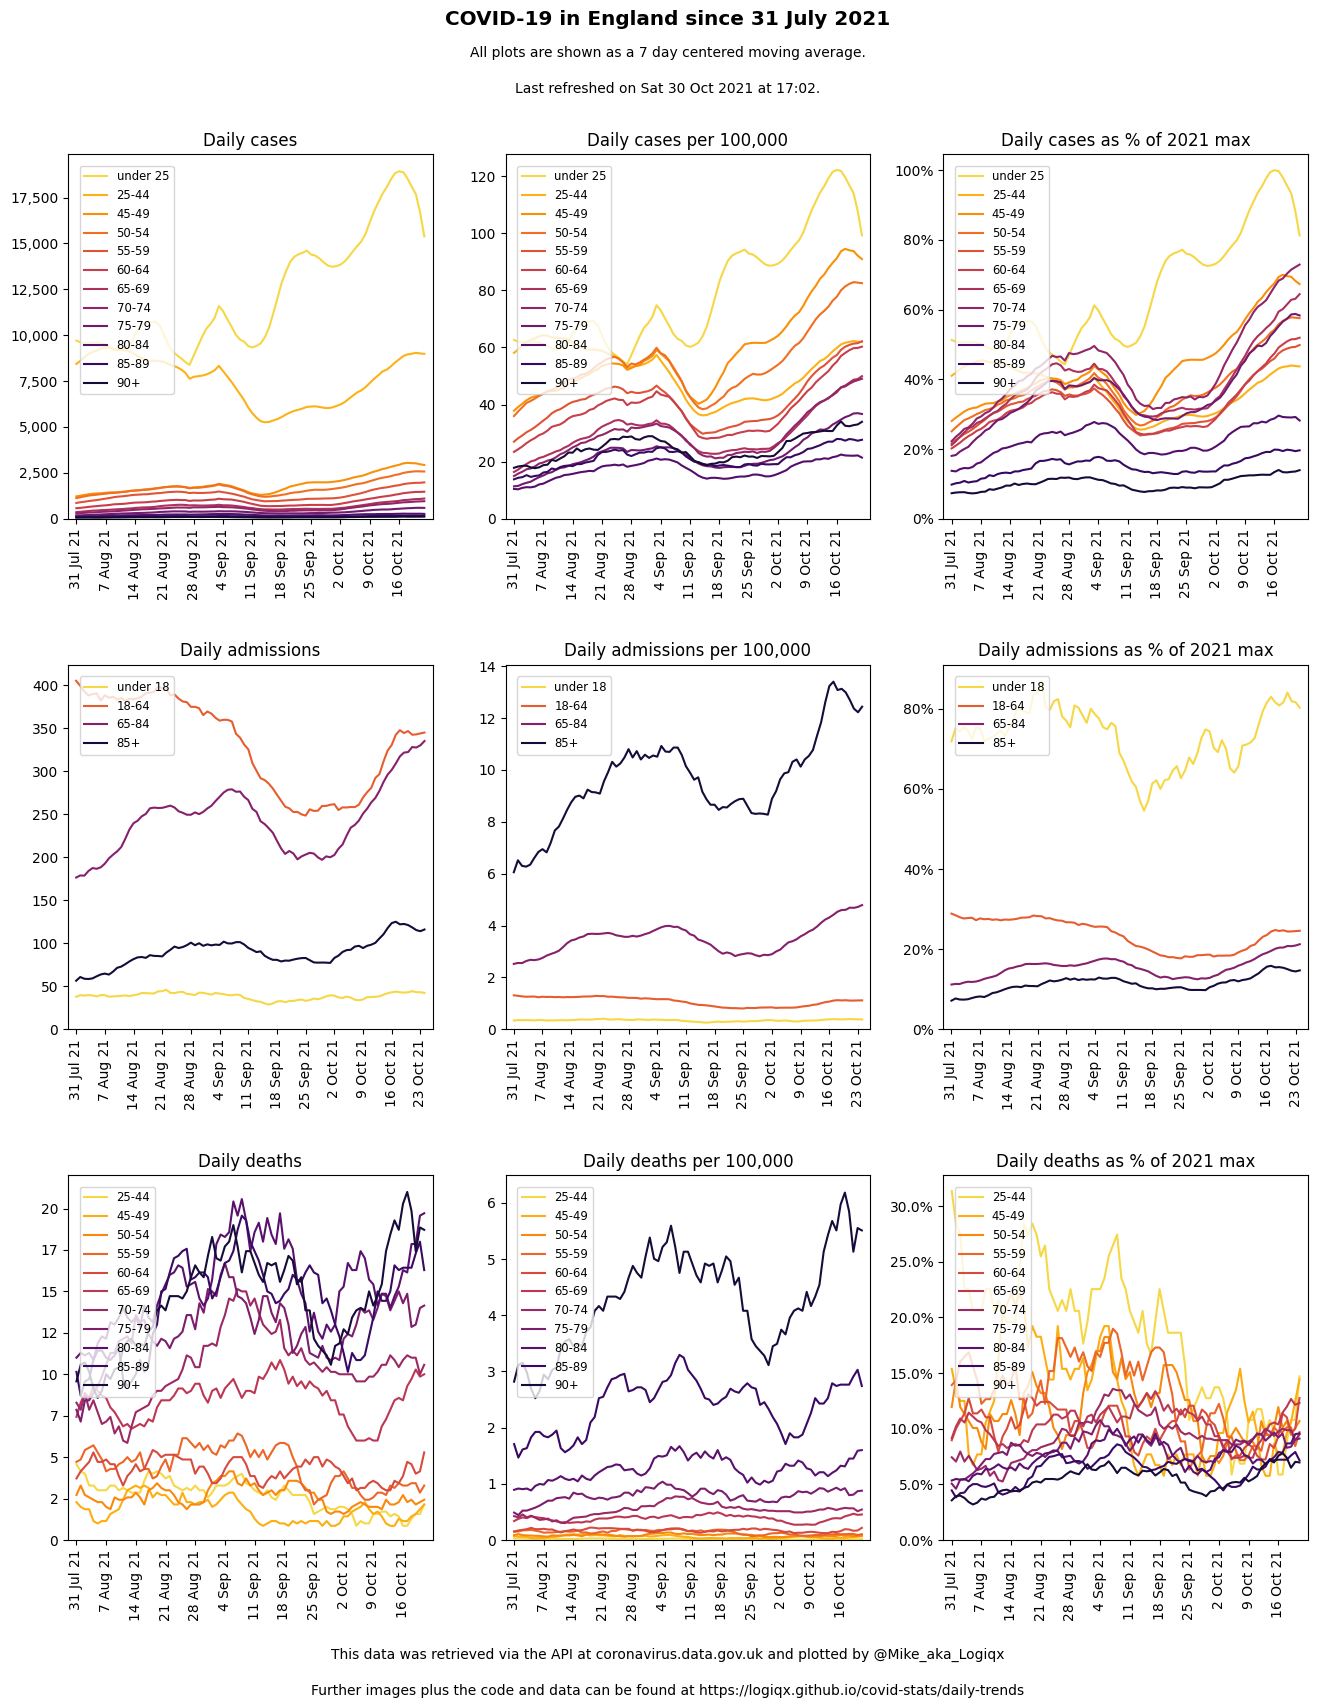 COVID-19 in England since 31 July 2021
All plots are shown as a 7 day centered moving average.
Last refreshed on Sat 30 Oct 2021 at 17:02.
Daily cases
17,500
15,000
12,500
10,000
7,500
5,000
2,500
0
under 25
25-44
45-49
50-54
55-59
60-64
65-69
70-74
75-79
80-84
85-89
90+
31 Jul 21
7 Aug 21
14 Aug 21
21 Aug 21
28 Aug 21
4 Sep 21
11 Sep 21
18 Sep 21
25 Sep 21
2 Oct 21
9 Oct 21
16 Oct 21
Daily cases per 100,000
120
100
80
60
40
20
0
under 25
25-44
45-49
50-54
55-59
60-64
65-69
70-74
75-79
80-84
85-89
90+
31 Jul 21
7 Aug 21
14 Aug 21
21 Aug 21
28 Aug 21
4 Sep 21
11 Sep 21
18 Sep 21
25 Sep 21
2 Oct 21
9 Oct 21
16 Oct 21
Daily cases as % of 2021 max
100%
80%
60%
40%
20%
0%
under 25
25-44
45-49
50-54
55-59
60-64
65-69
70-74
75-79
80-84
85-89
90+
31 Jul 21
7 Aug 21
14 Aug 21
21 Aug 21
28 Aug 21
4 Sep 21
11 Sep 21
18 Sep 21
25 Sep 21
2 Oct 21
9 Oct 21
16 Oct 21
Daily admissions
400
350
300
250
200
150
100
50
0
under 18
18-64
65-84
85+
31 Jul 21
7 Aug 21
14 Aug 21
21 Aug 21
28 Aug 21
4 Sep 21
11 Sep 21
18 Sep 21
25 Sep 21
2 Oct 21
9 Oct 21
16 Oct 21
23 Oct 21
Daily admissions per 100,000
14
12
10
8
6
4
2
0
under 18
18-64
65-84
85+
31 Jul 21
7 Aug 21
14 Aug 21
21 Aug 21
28 Aug 21
4 Sep 21
11 Sep 21
18 Sep 21
25 Sep 21
2 Oct 21
9 Oct 21
16 Oct 21
23 Oct 21
Daily admissions as % of 2021 max
80%
60%
40%
20%
0%
under 18
18-64
65-84
85+
31 Jul 21
7 Aug 21
14 Aug 21
21 Aug 21
28 Aug 21
4 Sep 21
11 Sep 21
18 Sep 21
25 Sep 21
2 Oct 21
9 Oct 21
16 Oct 21
23 Oct 21
Daily deaths
20
17
15
12
10
7
5
2
0
25-44
45-49
50-54
55-59
60-64
65-69
70-74
75-79
80-84
85-89
90+
31 Jul 21
7 Aug 21
14 Aug 21
21 Aug 21
28 Aug 21
4 Sep 21
11 Sep 21
18 Sep 21
25 Sep 21
2 Oct 21
9 Oct 21
16 Oct 21
Daily deaths per 100,000
6
5
4
3
2
1
0
25-44
45-49
50-54
55-59
60-64
65-69
70-74
75-79
80-84
85-89
90+
31 Jul 21
7 Aug 21
14 Aug 21
21 Aug 21
28 Aug 21
4 Sep 21
11 Sep 21
18 Sep 21
25 Sep 21
2 Oct 21
9 Oct 21
16 Oct 21
Daily deaths as % of 2021 max
30.0%
25.0%
20.0%
15.0%
10.0%
5.0%
0.0%
25-44
45-49
50-54
55-59
60-64
65-69
70-74
75-79
80-84
85-89
90+
31 Jul 21
7 Aug 21
14 Aug 21
21 Aug 21
28 Aug 21
4 Sep 21
11 Sep 21
18 Sep 21
25 Sep 21
2 Oct 21
9 Oct 21
16 Oct 21
This data was retrieved via the API at coronavirus.data.gov.uk and plotted by @Mike_aka_Logiqx
Further images plus the code and data can be found at https://logiqx.github.io/covid-stats/daily-trends